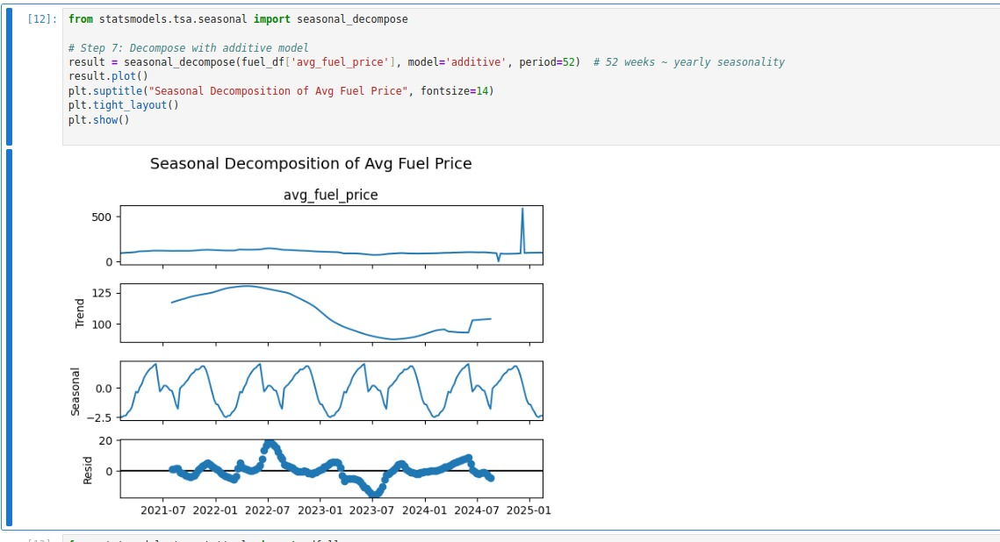 [12]: from statsmodels.tsa.seasonal import seasonal_decompose
# Step 7: Decompose with additive model
result = seasonal_decompose(fuel_df['avg_fuel_price'], model='additive', period=52)  # 52 weeks ~ yearly seasonality
result.plot()
plt.suptitle("Seasonal Decomposition of Avg Fuel Price", fontsize=14)
plt.tight_layout()
plt.show()
Seasonal Decomposition of Avg Fuel Price
avg_fuel_price
500
0
125
Trend
100
Seasonal
0.0
−2.5
20
Resid
0
2021-07 2022-01 2022-07 2023-01 2023-07 2024-01 2024-07 2025-01